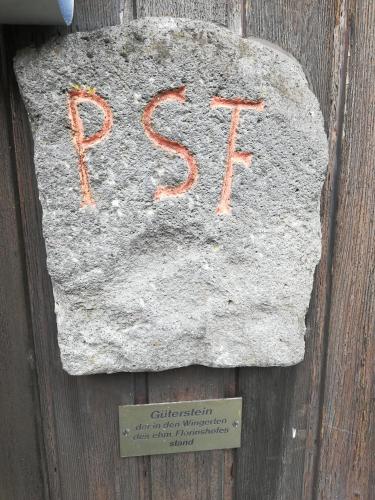 PSF
Güterstein
der in den Wingerten
des ehm. Florinshofes
stand